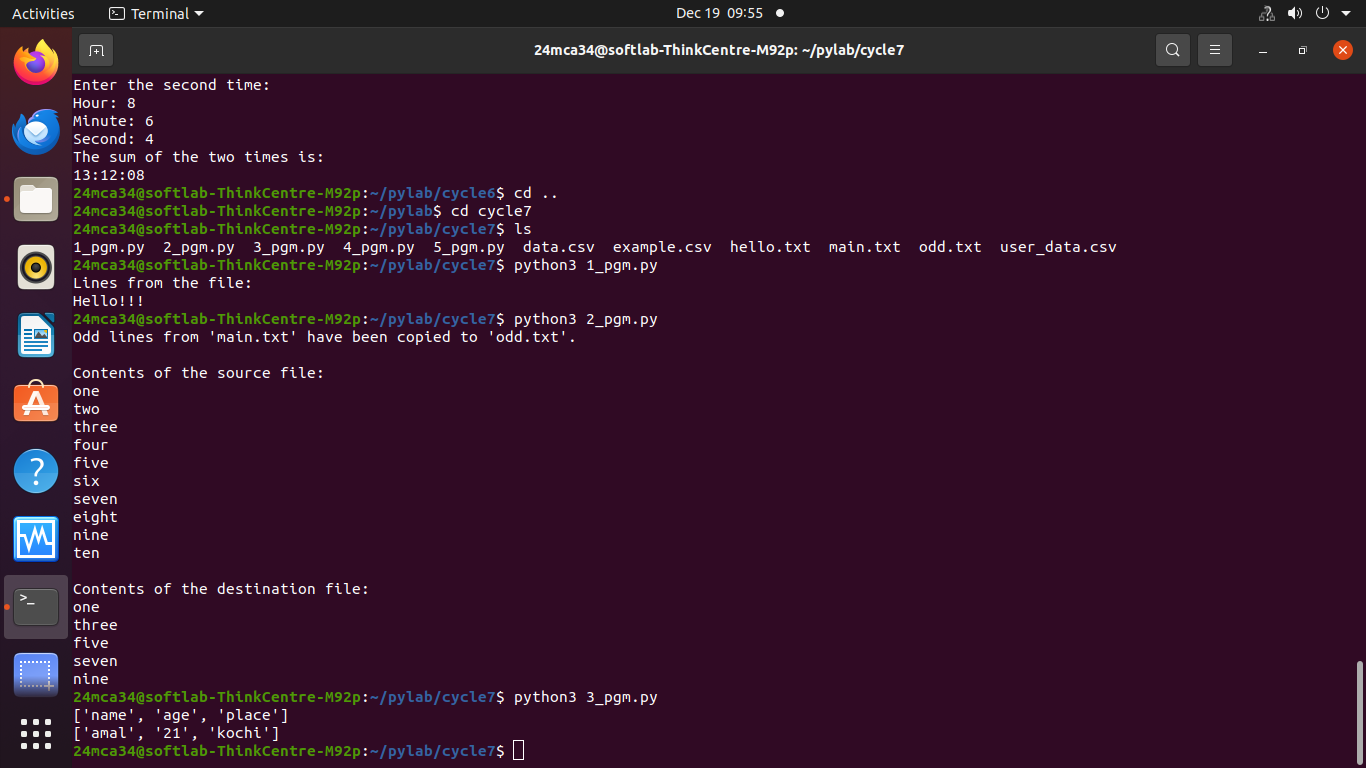 Activities
Terminal
Dec 19 09:55
24mca34@softlab-ThinkCentre-M92p: ~/pylab/cycle7
Enter the second time:
Hour: 8
Minute: 6
Second: 4
The sum of the two times is:
13:12:08
24mca34@softlab-ThinkCentre-M92p:~/pylab/cycle6$ cd ..
24mca34@softlab-ThinkCentre-M92p:~/pylab$ cd cycle7
24mca34@softlab-ThinkCentre-M92p:~/pylab/cycle7$ ls
1_pgm.py  2_pgm.py  3_pgm.py  4_pgm.py  5_pgm.py  data.csv  example.csv  hello.txt  main.txt  odd.txt  user_data.csv
24mca34@softlab-ThinkCentre-M92p:~/pylab/cycle7$ python3 1_pgm.py
Lines from the file:
Hello!!!
24mca34@softlab-ThinkCentre-M92p:~/pylab/cycle7$ python3 2_pgm.py
Odd lines from 'main.txt' have been copied to 'odd.txt'.
Contents of the source file:
one
two
three
four
five
six
seven
eight
nine
ten
Contents of the destination file:
one
three
five
seven
nine
24mca34@softlab-ThinkCentre-M92p:~/pylab/cycle7$ python3 3_pgm.py
['name', 'age', 'place']
['amal', '21', 'kochi']
24mca34@softlab-ThinkCentre-M92p:~/pylab/cycle7$